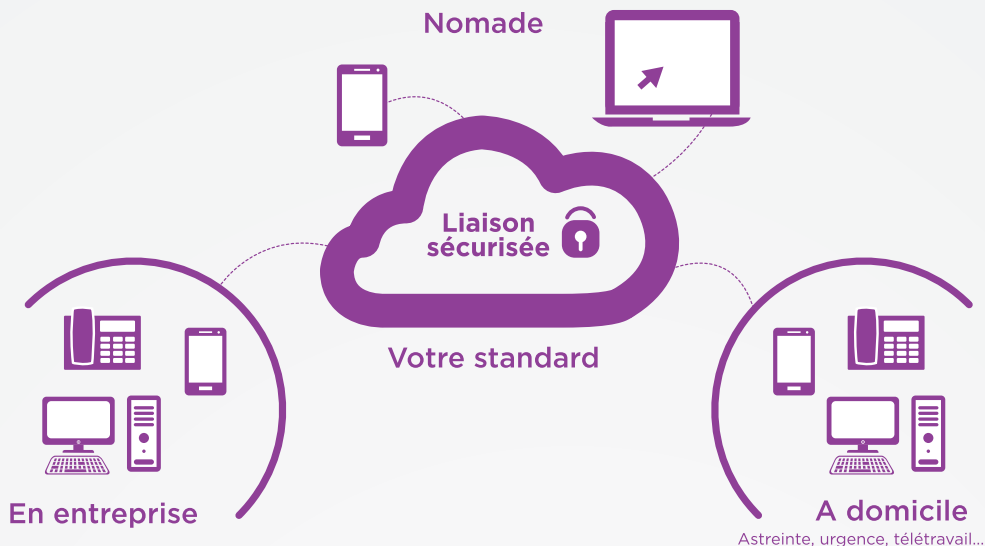 Nomade
Liaison
sécurisée
Votre standard
En entreprise
A domicile
Astreinte, urgence, télétravail...